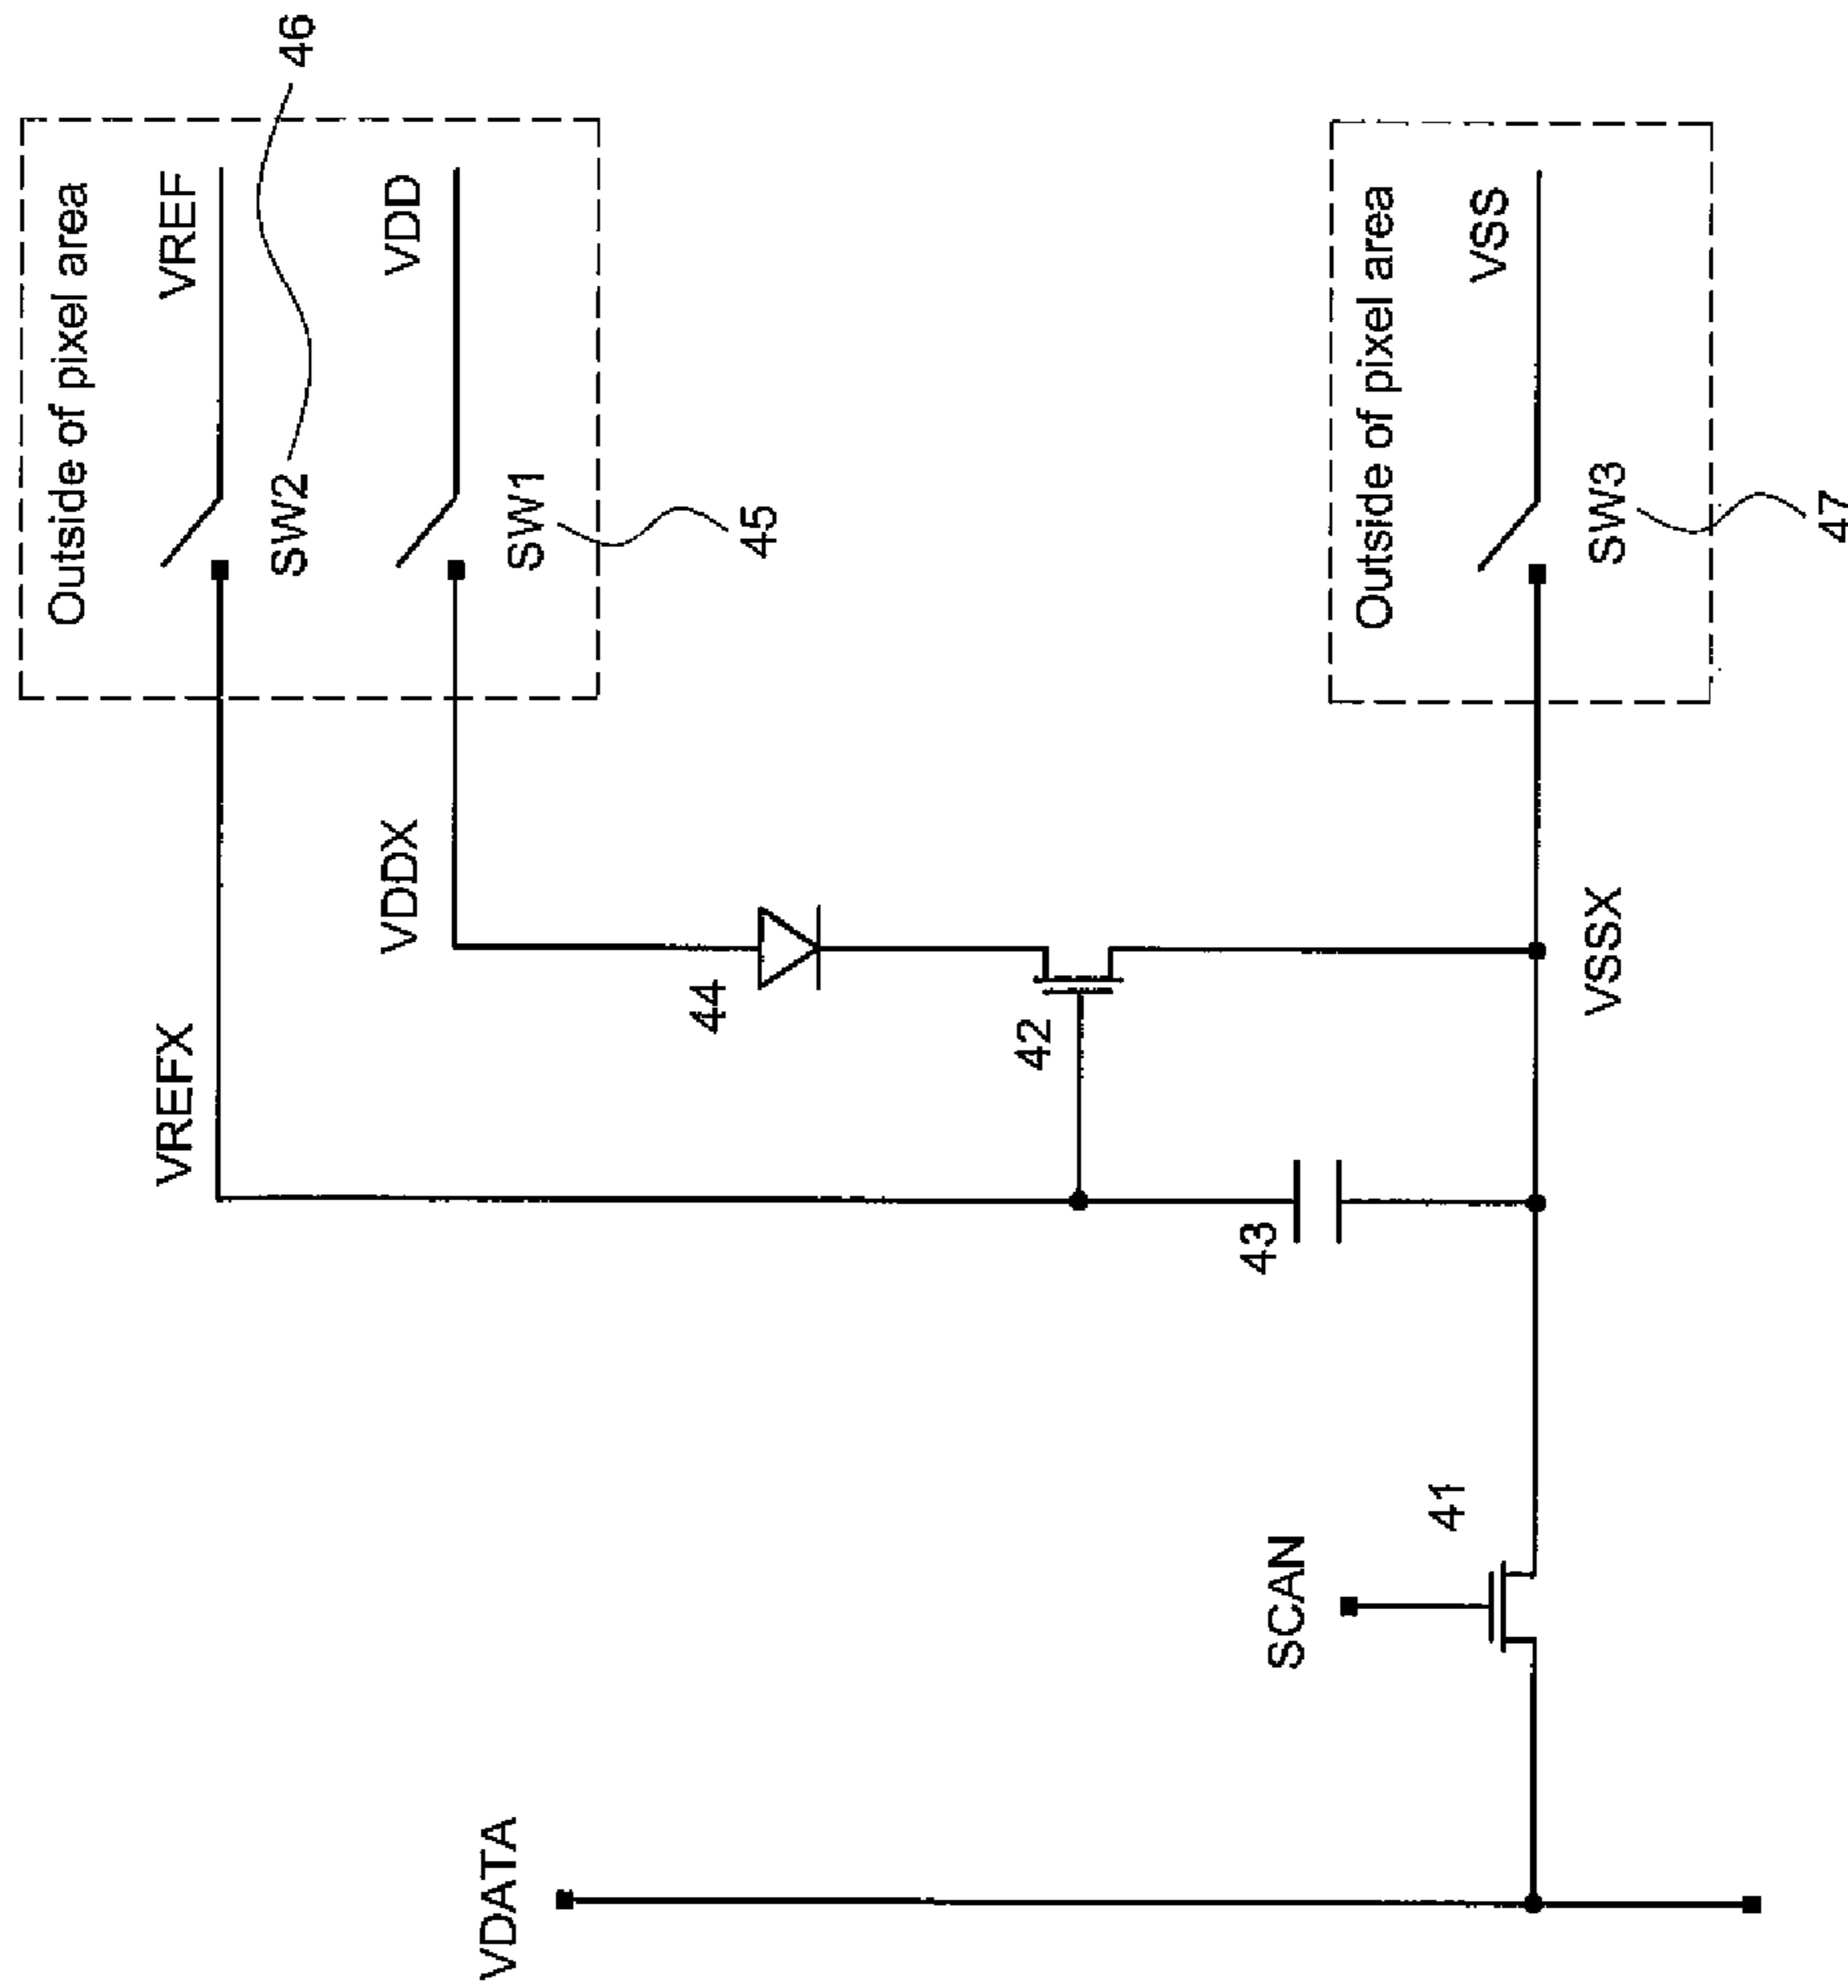 Outside of pixel area
VREF
46
SW2
VDD
SW1
45
VREFX
VDDX
44
42
43
VDATA
SCAN
41
Outside of pixel area
VSS
SW3
47
VSSX